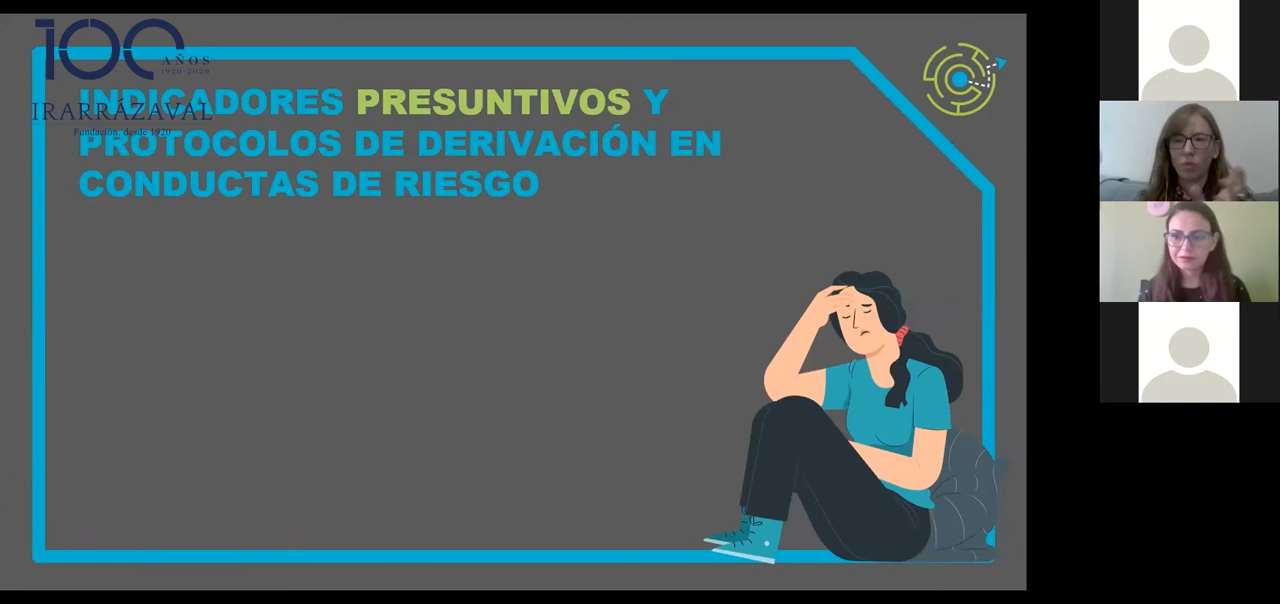 100
AÑOS
1920-2020
IRARRÁZAVAL
Fundación, desde 1920
INDICADORES PRESUNTIVOS Y
PROTOCOLOS DE DERIVACIÓN EN
CONDUCTAS DE RIESGO